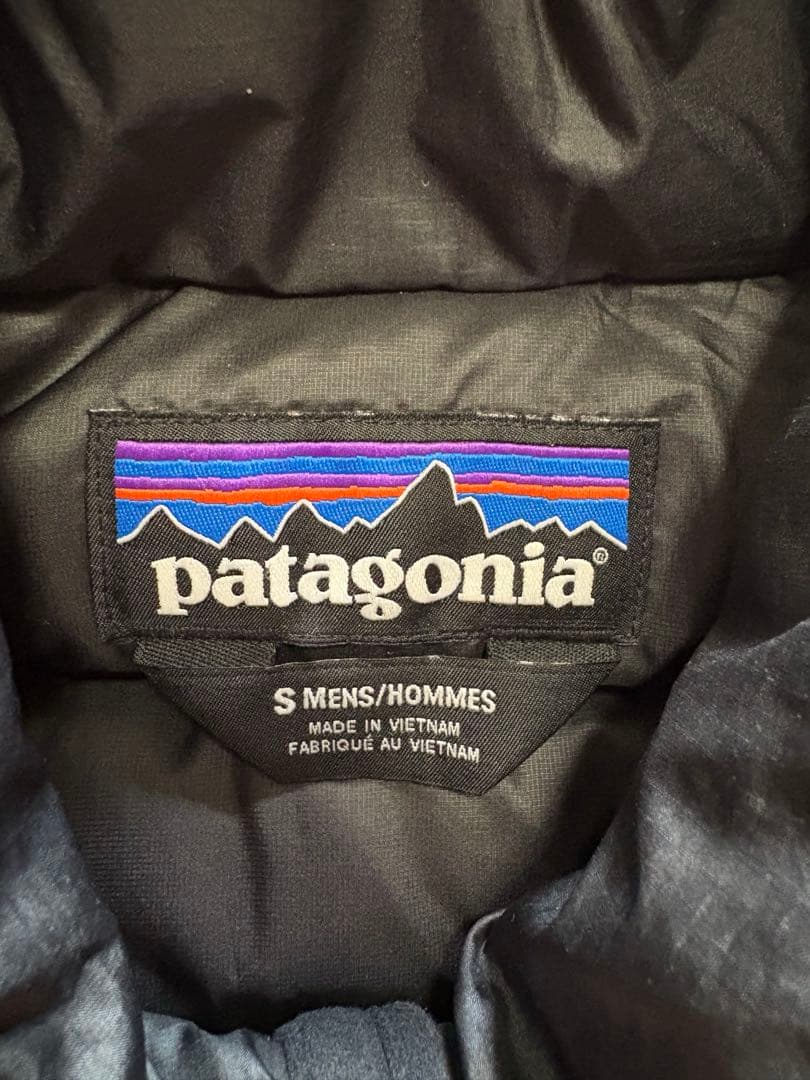 patagonia®
S MENS/HOMMES
MADE IN VIETNAM
FABRIQUÉ AU VIETNAM